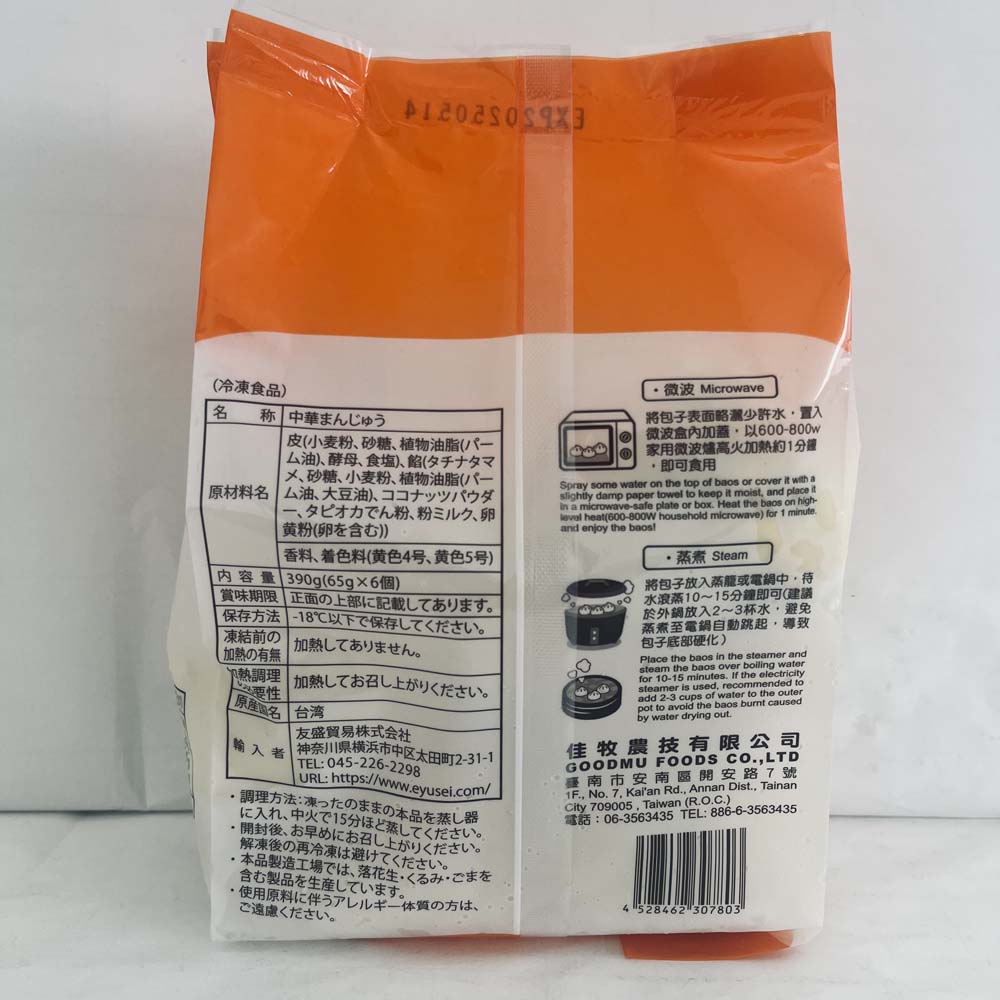 EXP20250514
(冷凍食品)
名 称 中華まんじゅう
原材料名
皮(小麦粉、砂糖、植物油脂(パー
ム油)、酵母、食塩)、餡(タチナタマ
メ、砂糖、小麦粉、植物油脂(パー
ム油、大豆油)、ココナッツパウダ
ー、タピオカでん粉、粉ミルク、卵
黄粉(卵を含む))
香料、着色料(黄色4号、黄色5号)
内容量 390g(65g×6個)
賞味期限 正面の上部に記載してあります。
保存方法 -18℃以下で保存してください。
凍結前の
加熱の有無 加熱してありません。
加熱調理
の必要性 加熱してお召し上がりください。
原産国名 台湾
輸入者
友盛貿易株式会社
神奈川県横浜市中区太田町2-31-1
TEL: 045-226-2298
URL: https://www.eyusei.com/
・調理方法:凍ったのままの本品を蒸し器
に入れ、中火で15分ほど蒸してください。
・開封後、お早めにお召し上がりください。
解凍後の再冷凍は避けてください。
・本品製造工場では、落花生・くるみ・ごまを
含む製品を生産しています。
・使用原料に伴うアレルギー体質の方は、
ご遠慮ください。
・微波 Microwave
將包子表面略灑少許水，置入
微波盒內加蓋，以600-800w
家用微波爐高火加熱約1分鐘
，即可食用
Spray some water on the top of baos or cover it with a
slightly damp paper towel to keep it moist, and place it
in a microwave-safe plate or box. Heat the baos on high-
level heat(600-800W household microwave) for 1 minute.
and enjoy the baos!
・蒸煮 Steam
將包子放入蒸籠或電鍋中，待
水滾蒸10～15分鐘即可(建議
於外鍋放入2～3杯水，避免
蒸煮至電鍋自動跳起，導致
包子底部硬化)
Place the baos in the steamer and
steam the baos over boiling water
for 10-15 minutes. If the electricity
steamer is used, recommended to
add 2-3 cups of water to the outer
pot to avoid the baos burnt caused
by water drying out.
佳牧農技有限公司
GOODMU FOODS CO.,LTD
臺南市安南區開安路7號
1F., No. 7, Kai'an Rd., Annan Dist., Tainan
City 709005 , Taiwan (R.O.C.)
電話：06-3563435 TEL: 886-6-3563435
4 528462 307803